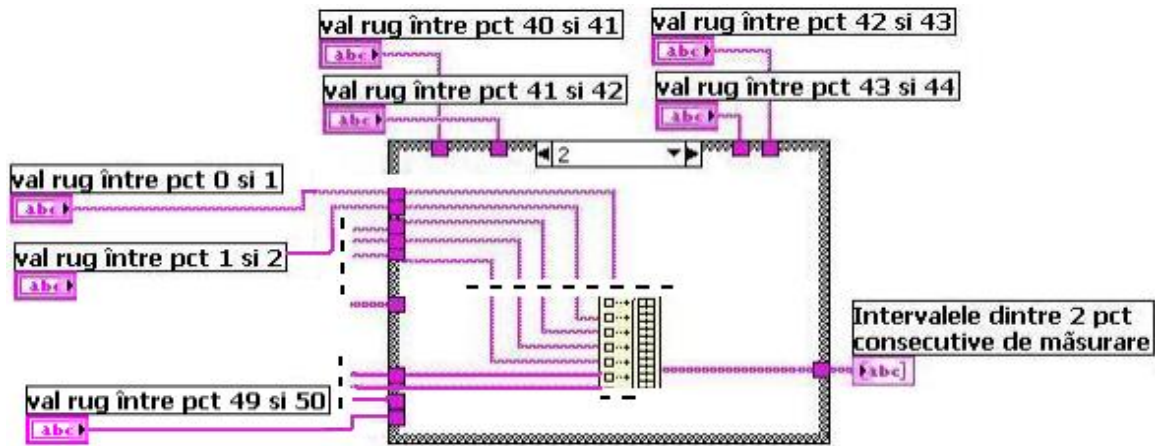 val rug între pct 40 si 41
abc
val rug între pct 42 si 43
abc
val rug între pct 41 si 42
abc
val rug între pct 43 si 44
abc
2
val rug între pct 0 si 1
abc
val rug între pct 1 si 2
abc
Intervalele dintre 2 pct
consecutive de mãsurare
abc
val rug între pct 49 si 50
abc